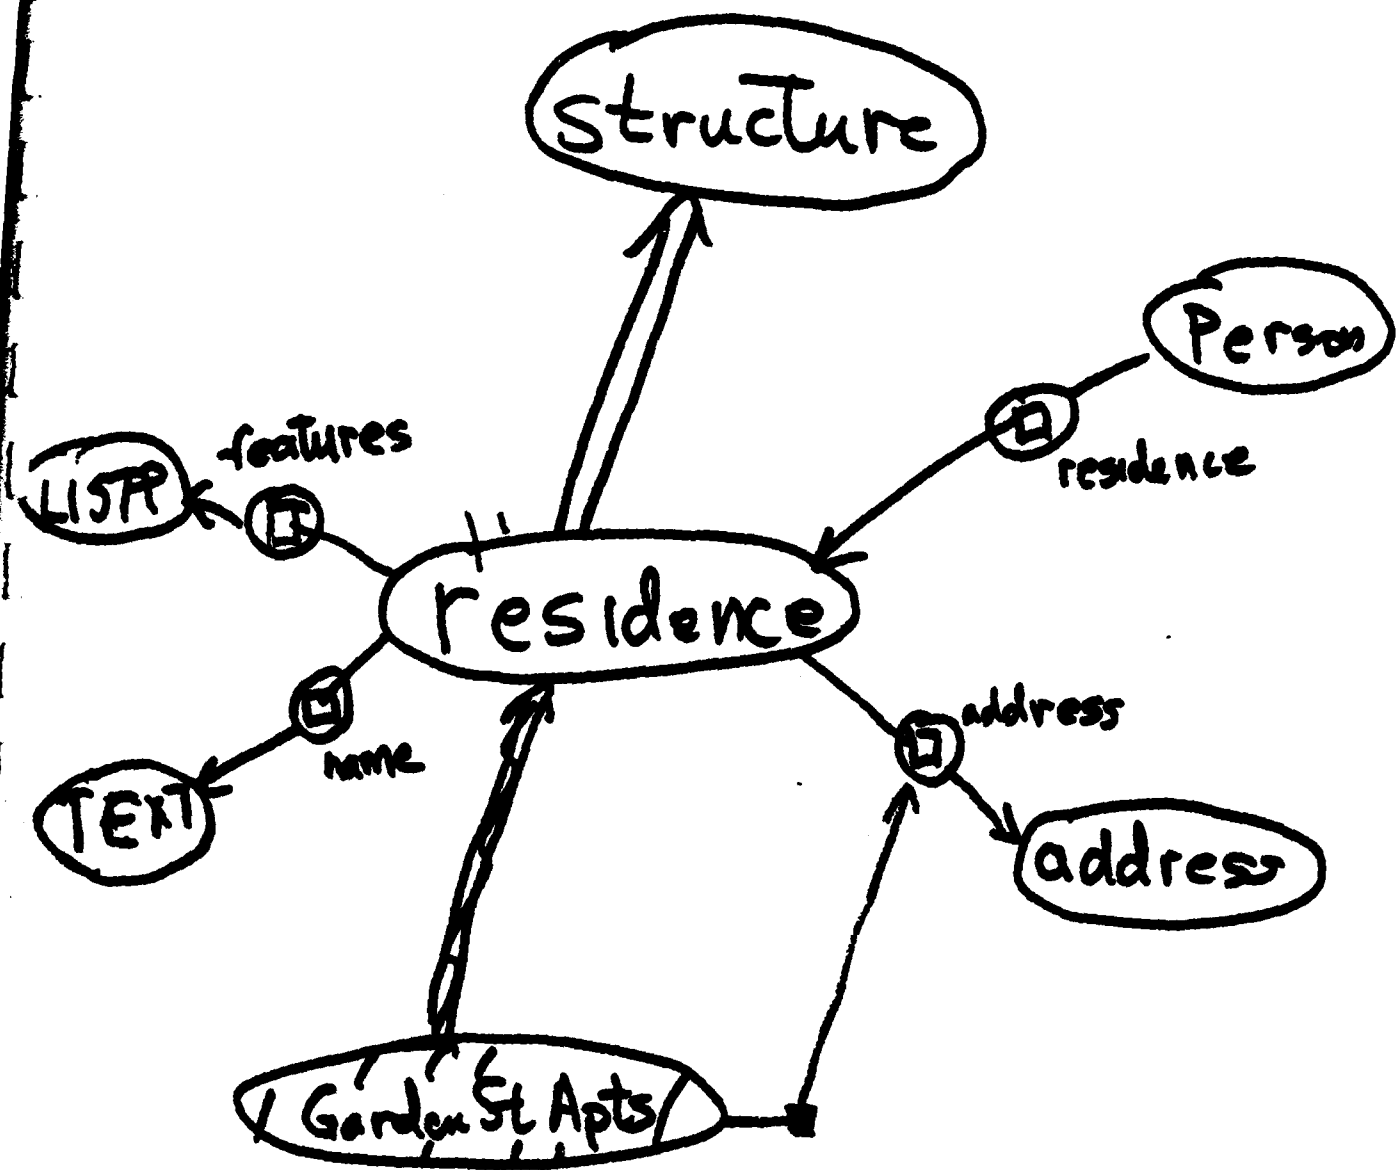 structure
Person
features
LISTP
residence
residence
address
name
TEXT
address
Garden St Apts